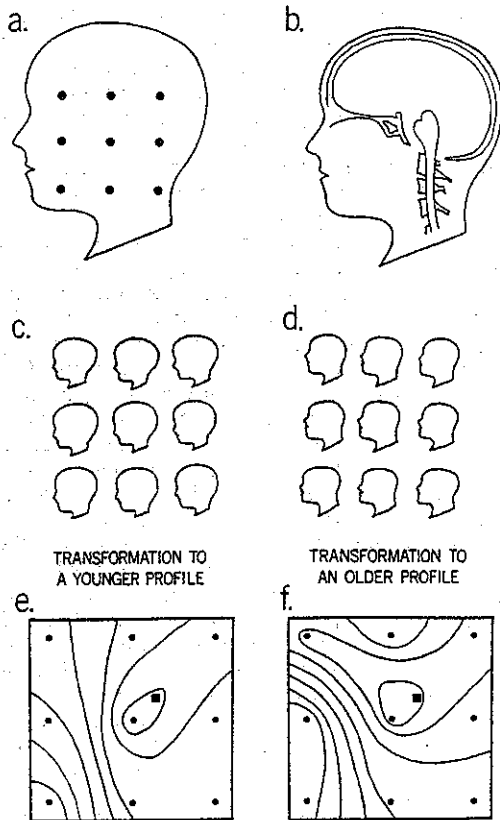 a.
b.
c.
d.
TRANSFORMATION TO
A YOUNGER PROFILE
TRANSFORMATION TO
AN OLDER PROFILE
e.
f.